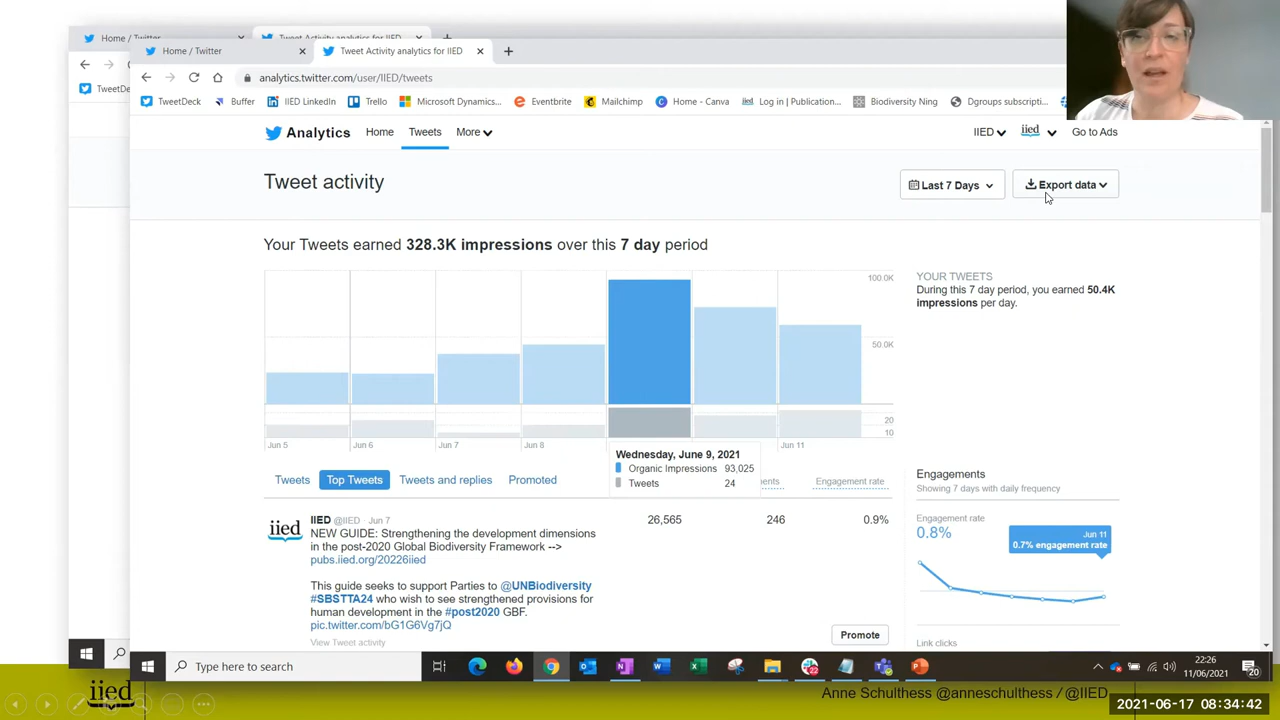 Home / Twitter
Tweet Activity analytics for IIED
Home / Twitter
Tweet Activity analytics for IIED
analytics.twitter.com/user/IIED/tweets
TweetDeck
TweetDeck
Buffer
IIED LinkedIn
Trello
Microsoft Dynamics...
Eventbrite
Mailchimp
Home - Canva
Log in | Publication...
Biodiversity Ning
Dgroups subscripti...
Analytics
Home
Tweets
More
IIED
iied
Go to Ads
Tweet activity
Last 7 Days
Export data
Your Tweets earned 328.3K impressions over this 7 day period
100.0K
50.0K
20
10
Jun 5
Jun 6
Jun 7
Jun 8
Jun 11
YOUR TWEETS
During this 7 day period, you earned 50.4K
impressions per day.
Wednesday, June 9, 2021
Organic Impressions 93,025
Tweets 24
Tweets
Top Tweets
Tweets and replies
Promoted
Engagement rate
Engagements
Showing 7 days with daily frequency
Engagement rate
0.8%
Jun 11
0.7% engagement rate
Link clicks
iied
IIED @IIED · Jun 7
NEW GUIDE: Strengthening the development dimensions
in the post-2020 Global Biodiversity Framework -->
pubs.iied.org/20226iied
This guide seeks to support Parties to @UNBiodiversity
#SBSTTA24 who wish to see strengthened provisions for
human development in the #post2020 GBF.
pic.twitter.com/bG1G6Vg7jQ
View Tweet activity
26,565
246
0.9%
Promote
Type here to search
22:26
11/06/2021
20
iied
Anne Schulthess @anneschulthess / @IIED
2021-06-17 08:34:42